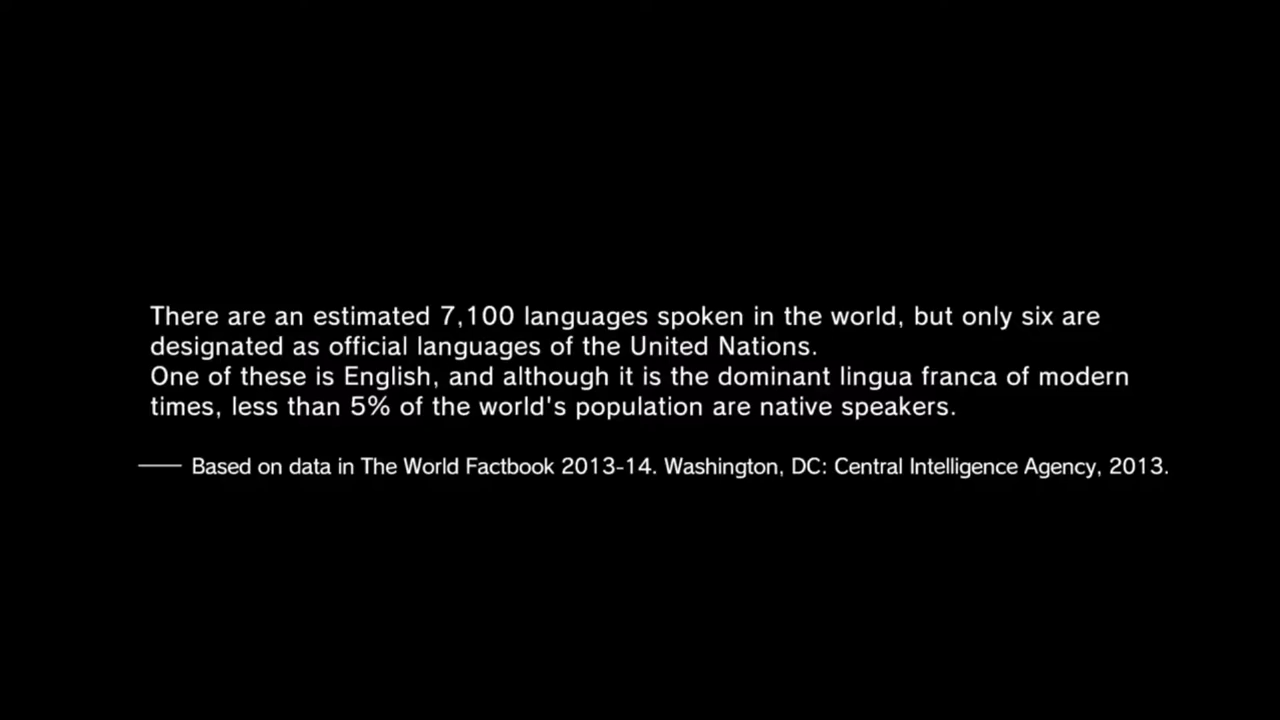 There are an estimated 7,100 languages spoken in the world, but only six are
designated as official languages of the United Nations.
One of these is English, and although it is the dominant lingua franca of modern
times, less than 5% of the world's population are native speakers.
—— Based on data in The World Factbook 2013-14. Washington, DC: Central Intelligence Agency, 2013.